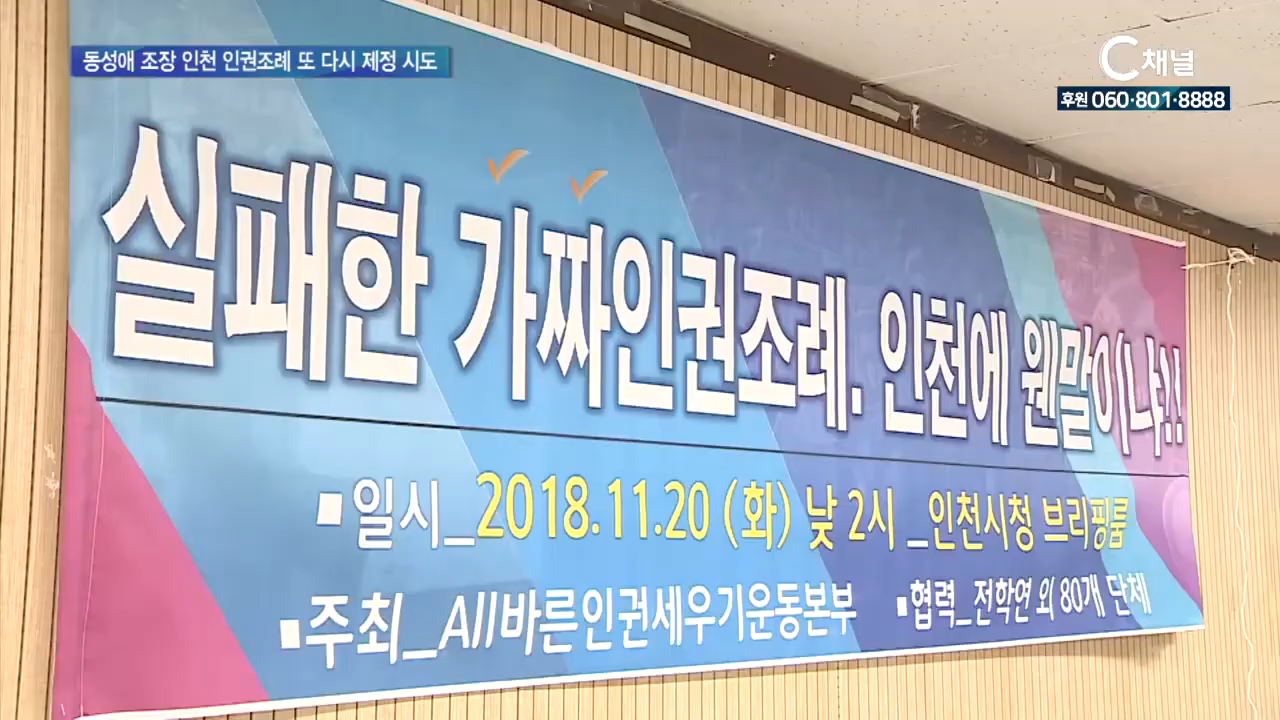 동성애 조장 인천 인권조례 또 다시 제정 시도
C채널
후원 060·801·8888
실패한 가짜인권조례. 인천에 웬말이냐!!
■일시_2018.11.20 (화) 낮 2시 _인천시청 브리핑룸
■주최_All바른인권세우기운동본부 ■협력_전학연 외 80개 단체